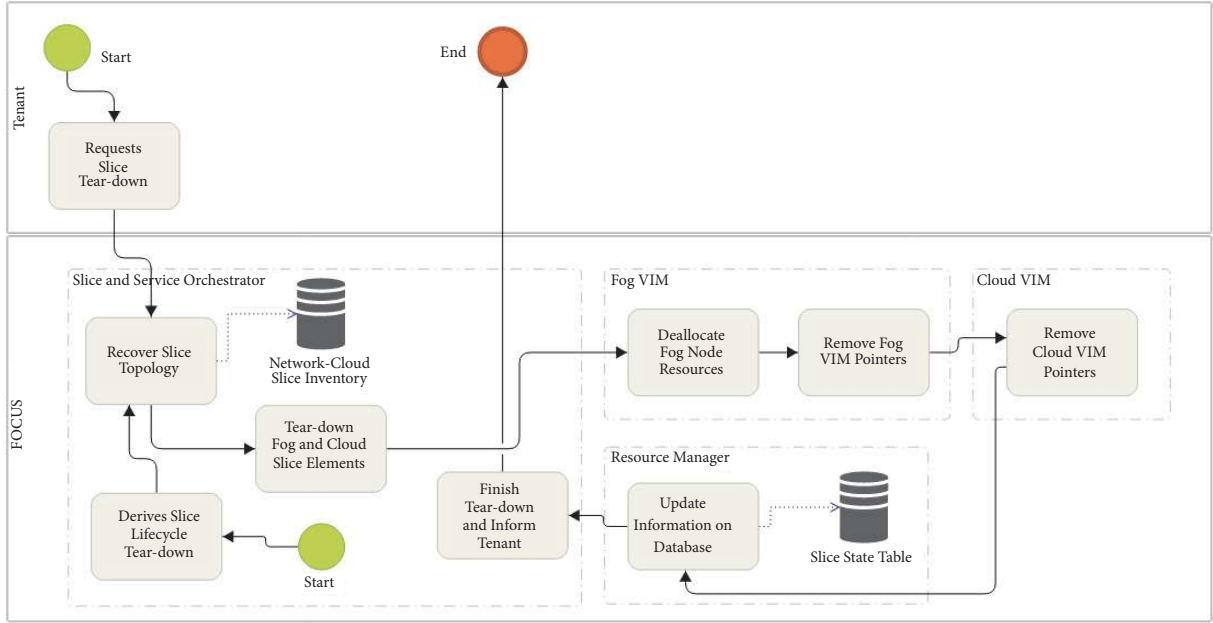 Tenant
Start
Requests
Slice
Tear-down
End
FOCUS
Slice and Service Orchestrator
Recover Slice
Topology
Network-Cloud
Slice Inventory
Tear-down
Fog and Cloud
Slice Elements
Derives Slice
Lifecycle
Tear-down
Start
Finish
Tear-down
and Inform
Tenant
Fog VIM
Deallocate
Fog Node
Resources
Remove Fog
VIM Pointers
Cloud VIM
Remove
Cloud VIM
Pointers
Resource Manager
Update
Information on
Database
Slice State Table